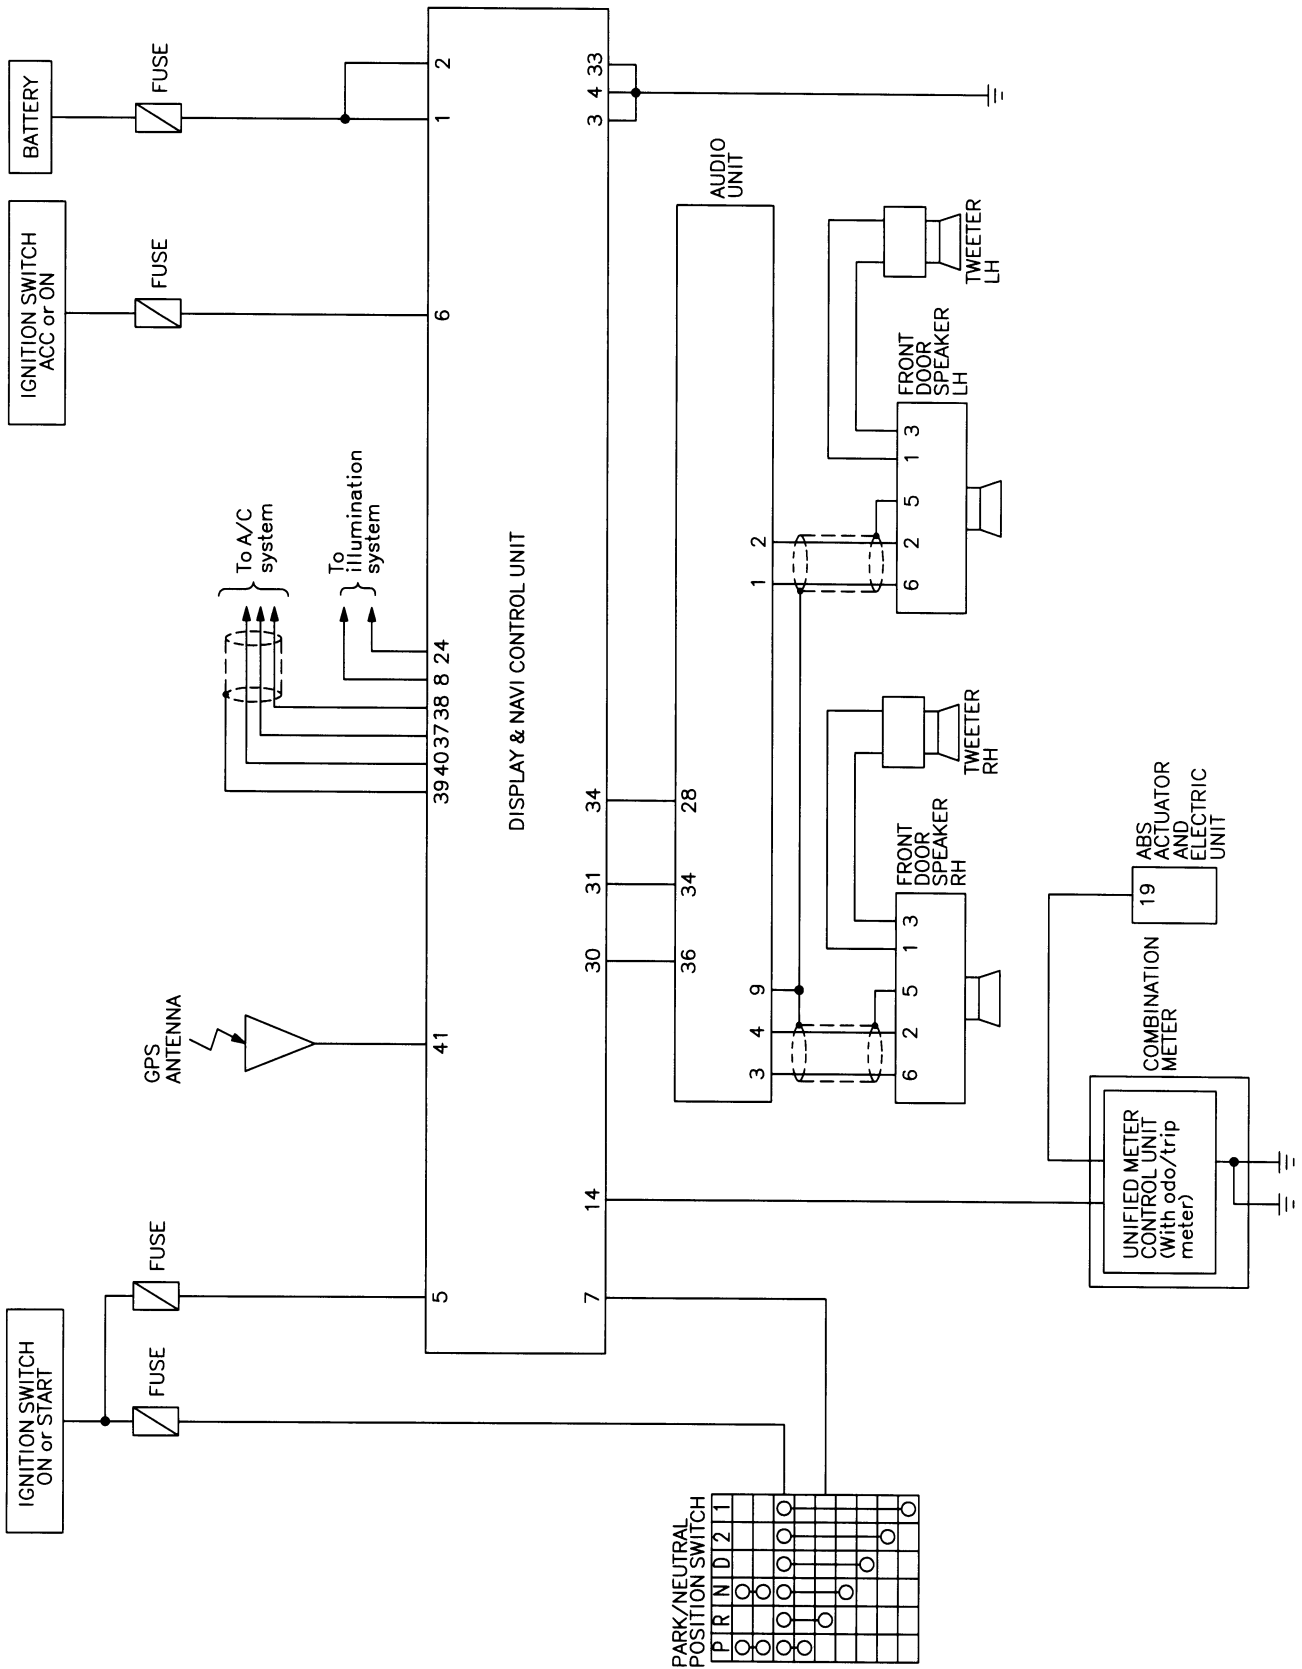 IGNITION SWITCH
ON or START
FUSE
FUSE
GPS
ANTENNA
To A/C
system
To
illumination
system
IGNITION SWITCH
ACC or ON
FUSE
BATTERY
FUSE
5
41
39
40
37
38
8
24
6
1
2
DISPLAY & NAVI CONTROL UNIT
7
14
30
31
34
3
4
33
36
34
28
AUDIO
UNIT
3
4
9
1
2
PARK/NEUTRAL
POSITION SWITCH
P
R
N
D
2
1
6
2
5
1
3
FRONT
DOOR
SPEAKER
RH
TWEETER
RH
6
2
5
1
3
FRONT
DOOR
SPEAKER
LH
TWEETER
LH
UNIFIED METER
CONTROL UNIT
(With odo/trip
meter)
COMBINATION
METER
19
ABS
ACTUATOR
AND
ELECTRIC
UNIT